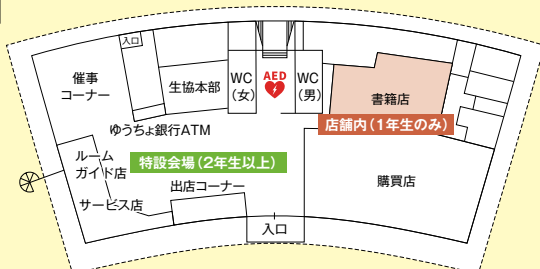 入口
催事
コーナー
生協本部
WC
(女)
AED
WC
(男)
書籍店
店舗内(1年生のみ)
ゆうちょ銀行ATM
ルーム
ガイド店
特設会場(2年生以上)
出店コーナー
サービス店
購買店
入口